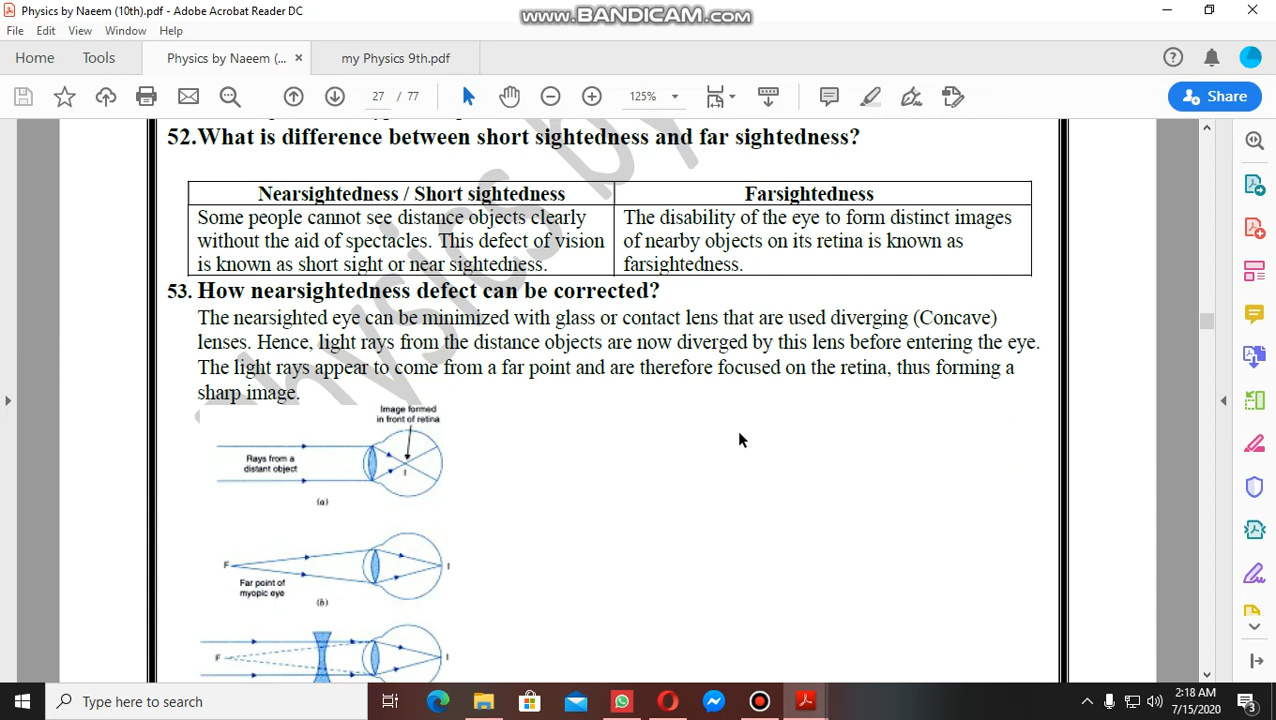 Physics by Naeem (10th).pdf - Adobe Acrobat Reader DC
www.BANDICAM.com
File Edit View Window Help
Home Tools Physics by Naeem (... × my Physics 9th.pdf
27 / 77 125% Share
52.What is difference between short sightedness and far sightedness?
Nearsightedness / Short sightedness Farsightedness
Some people cannot see distance objects clearly The disability of the eye to form distinct images
without the aid of spectacles. This defect of vision of nearby objects on its retina is known as
is known as short sight or near sightedness. farsightedness.
53. How nearsightedness defect can be corrected?
The nearsighted eye can be minimized with glass or contact lens that are used diverging (Concave)
lenses. Hence, light rays from the distance objects are now diverged by this lens before entering the eye.
The light rays appear to come from a far point and are therefore focused on the retina, thus forming a
sharp image.
Image formed
in front of retina
Rays from a
distant object
I
(a)
F I
Far point of
myopic eye
(b)
F I
Physics by
Type here to search
2:18 AM
7/15/2020
3